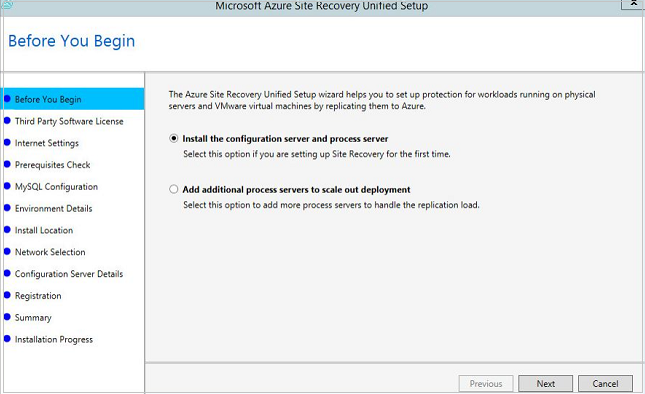 Microsoft Azure Site Recovery Unified Setup
Before You Begin
Before You Begin
Third Party Software License
Internet Settings
Prerequisites Check
MySQL Configuration
Environment Details
Install Location
Network Selection
Configuration Server Details
Registration
Summary
Installation Progress
The Azure Site Recovery Unified Setup wizard helps you to set up protection for workloads running on physical
servers and VMware virtual machines by replicating them to Azure.
Install the configuration server and process server
Select this option if you are setting up Site Recovery for the first time.
Add additional process servers to scale out deployment
Select this option to add more process servers to handle the replication load.
Previous
Next
Cancel